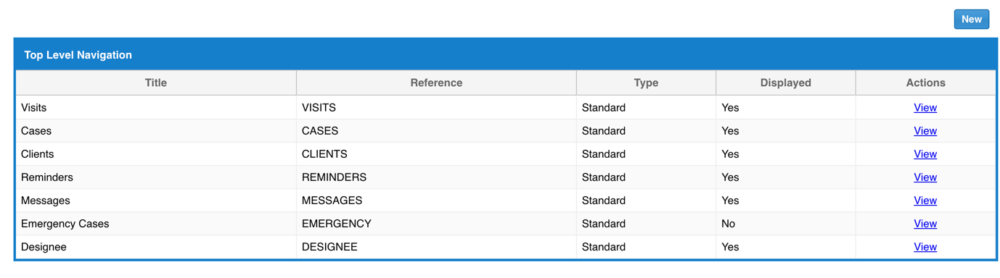 New
Top Level Navigation
Title Reference Type Displayed Actions
Visits VISITS Standard Yes View
Cases CASES Standard Yes View
Clients CLIENTS Standard Yes View
Reminders REMINDERS Standard Yes View
Messages MESSAGES Standard Yes View
Emergency Cases EMERGENCY Standard No View
Designee DESIGNEE Standard Yes View